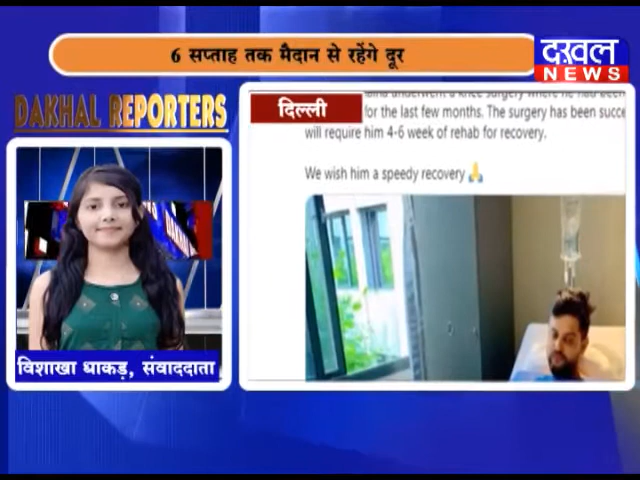 6 सप्ताह तक मैदान से रहेंगे दूर
दख़ल
NEWS
DAKHAL REPORTERS
दिल्ली
underwent a knee surgery where he had been
for the last few months. The surgery has been succe
will require him 4-6 week of rehab for recovery.
We wish him a speedy recovery 🙏
विशाखा धाकड़, संवाददाता